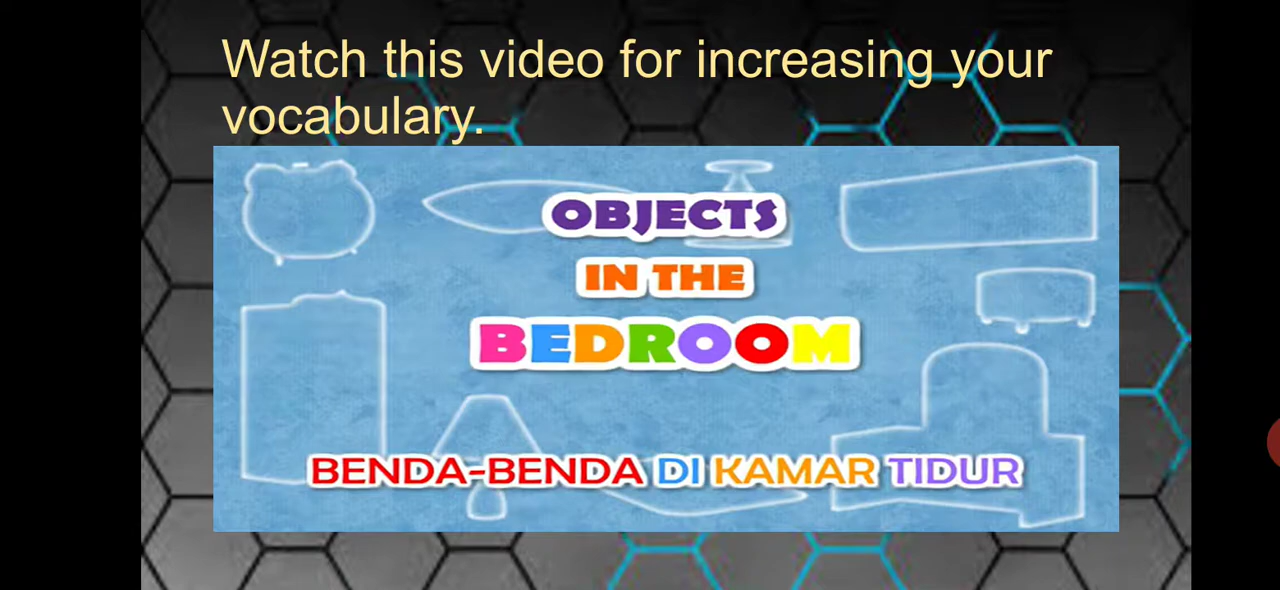 Watch this video for increasing your
vocabulary.
OBJECTS
IN THE
BEDROOM
BENDA-BENDA DI KAMAR TIDUR